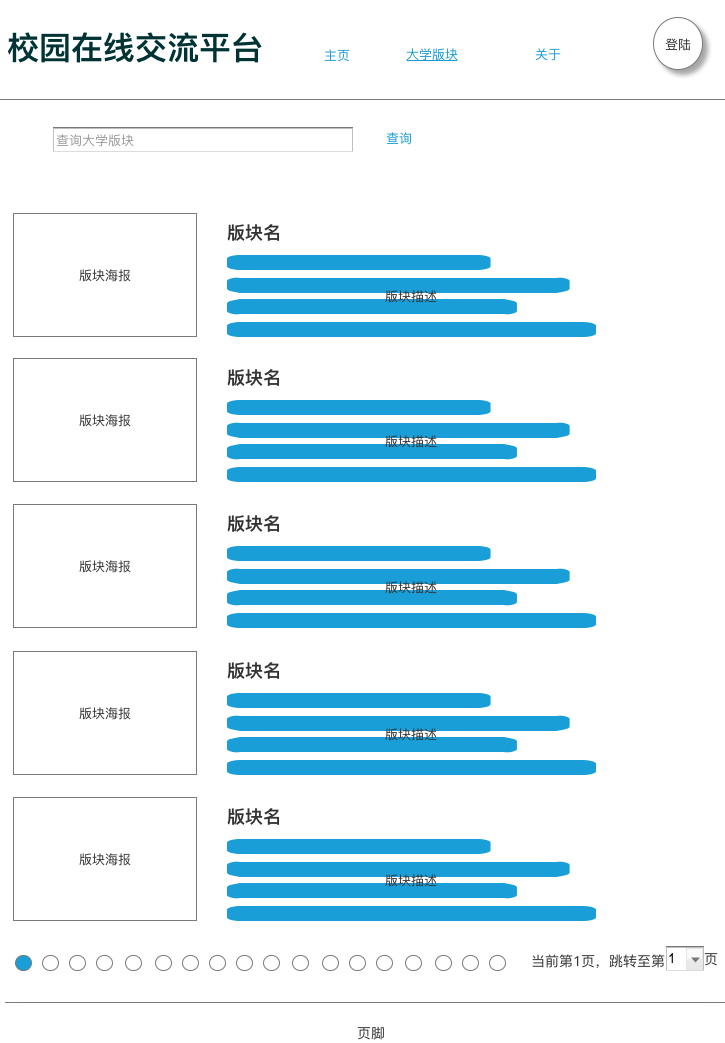 校园在线交流平台
主页
大学版块
关于
登陆
查询大学版块
查询
版块海报
版块名
版块描述
版块海报
版块名
版块描述
版块海报
版块名
版块描述
版块海报
版块名
版块描述
版块海报
版块名
版块描述
当前第1页，跳转至第 1 页
页脚